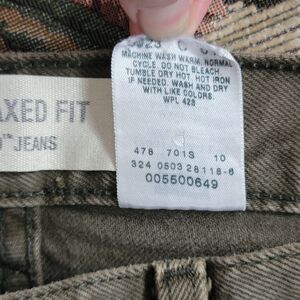 MACHINE WASH WARM, NORMAL
CYCLE. DO NOT BLEACH.
TUMBLE DRY HOT. HOT IRON
IF NEEDED. WASH AND DRY
WITH LIKE COLORS.
WPL 423
478 701S 10
324 0503 28118-6
005500649
AXED FIT
™ JEANS